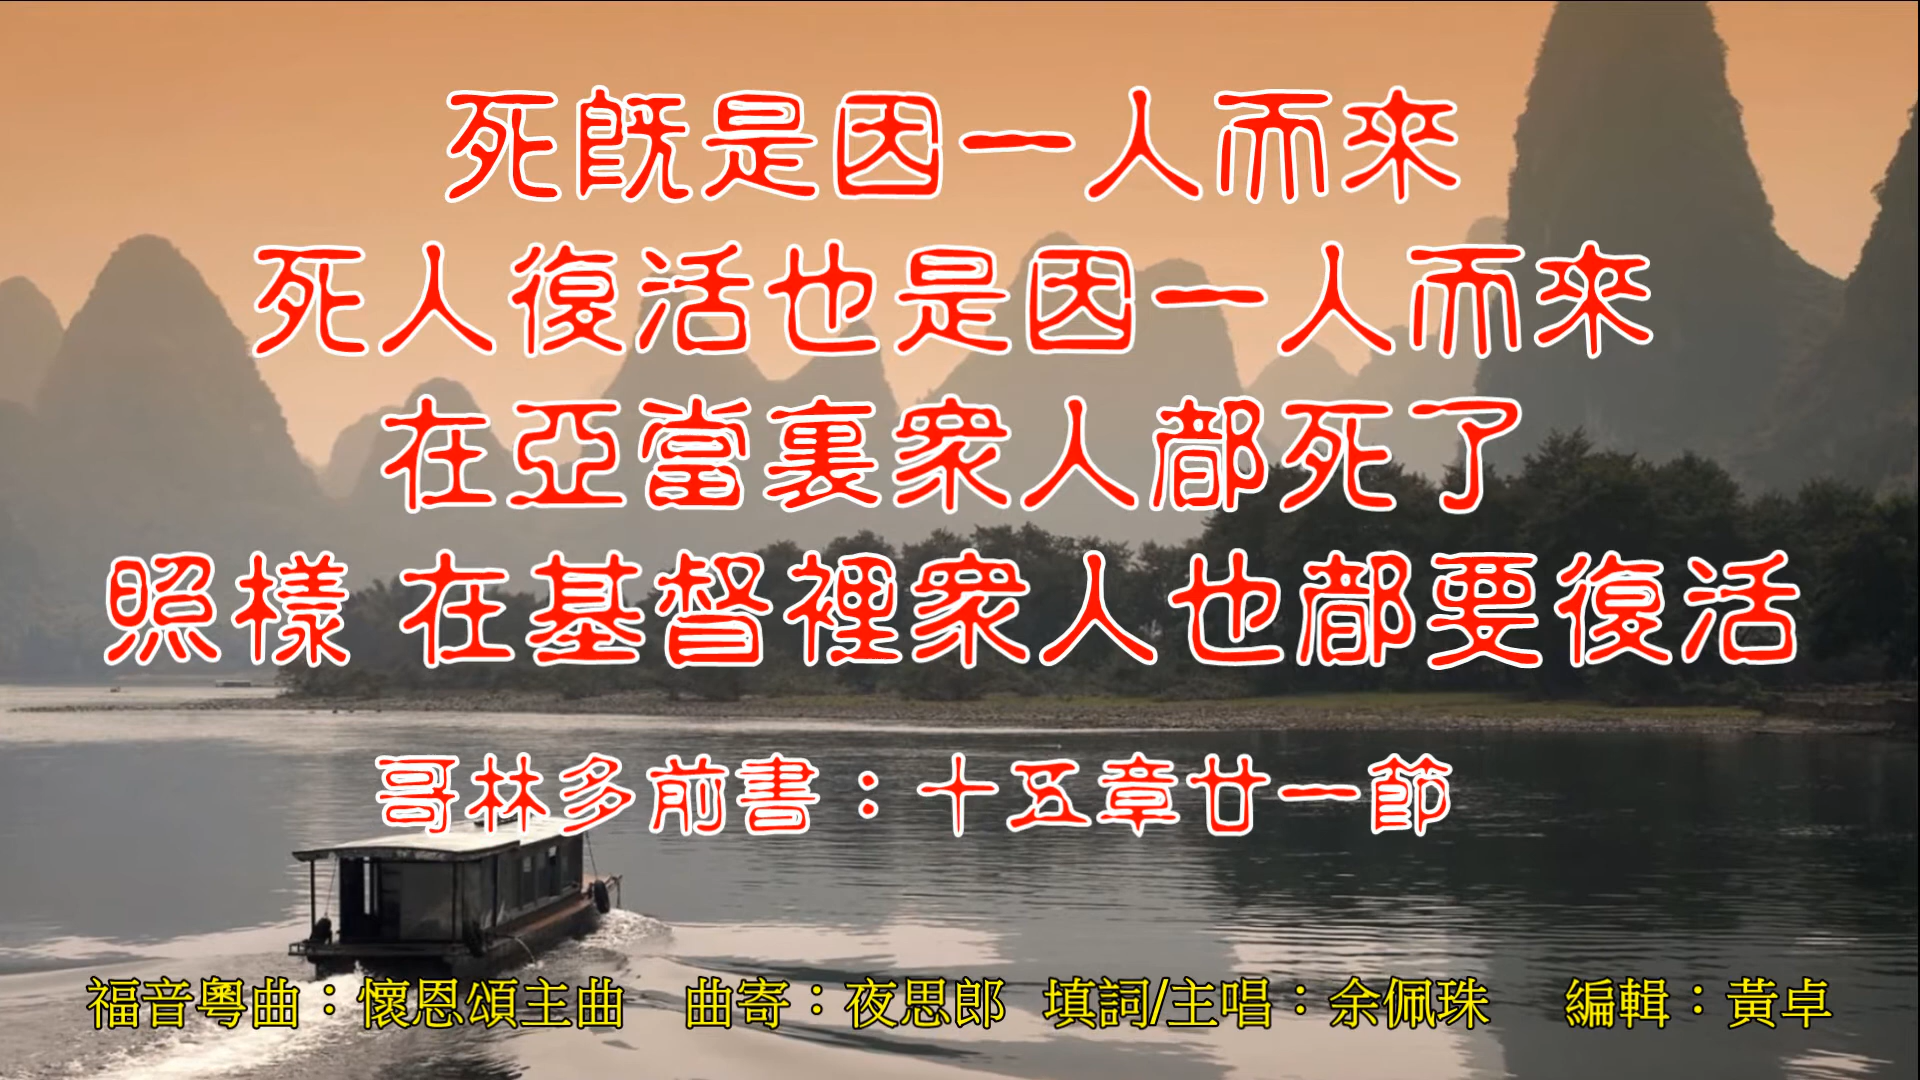 死既是因一人而來
死人復活也是因一人而來
在亞當裏衆人都死了
照樣 在基督裡衆人也都要復活
哥林多前書：十五章廿一節
福音粵曲：懷恩頌主曲 曲寄：夜思郎 填詞/主唱：余佩珠 編輯：黃卓